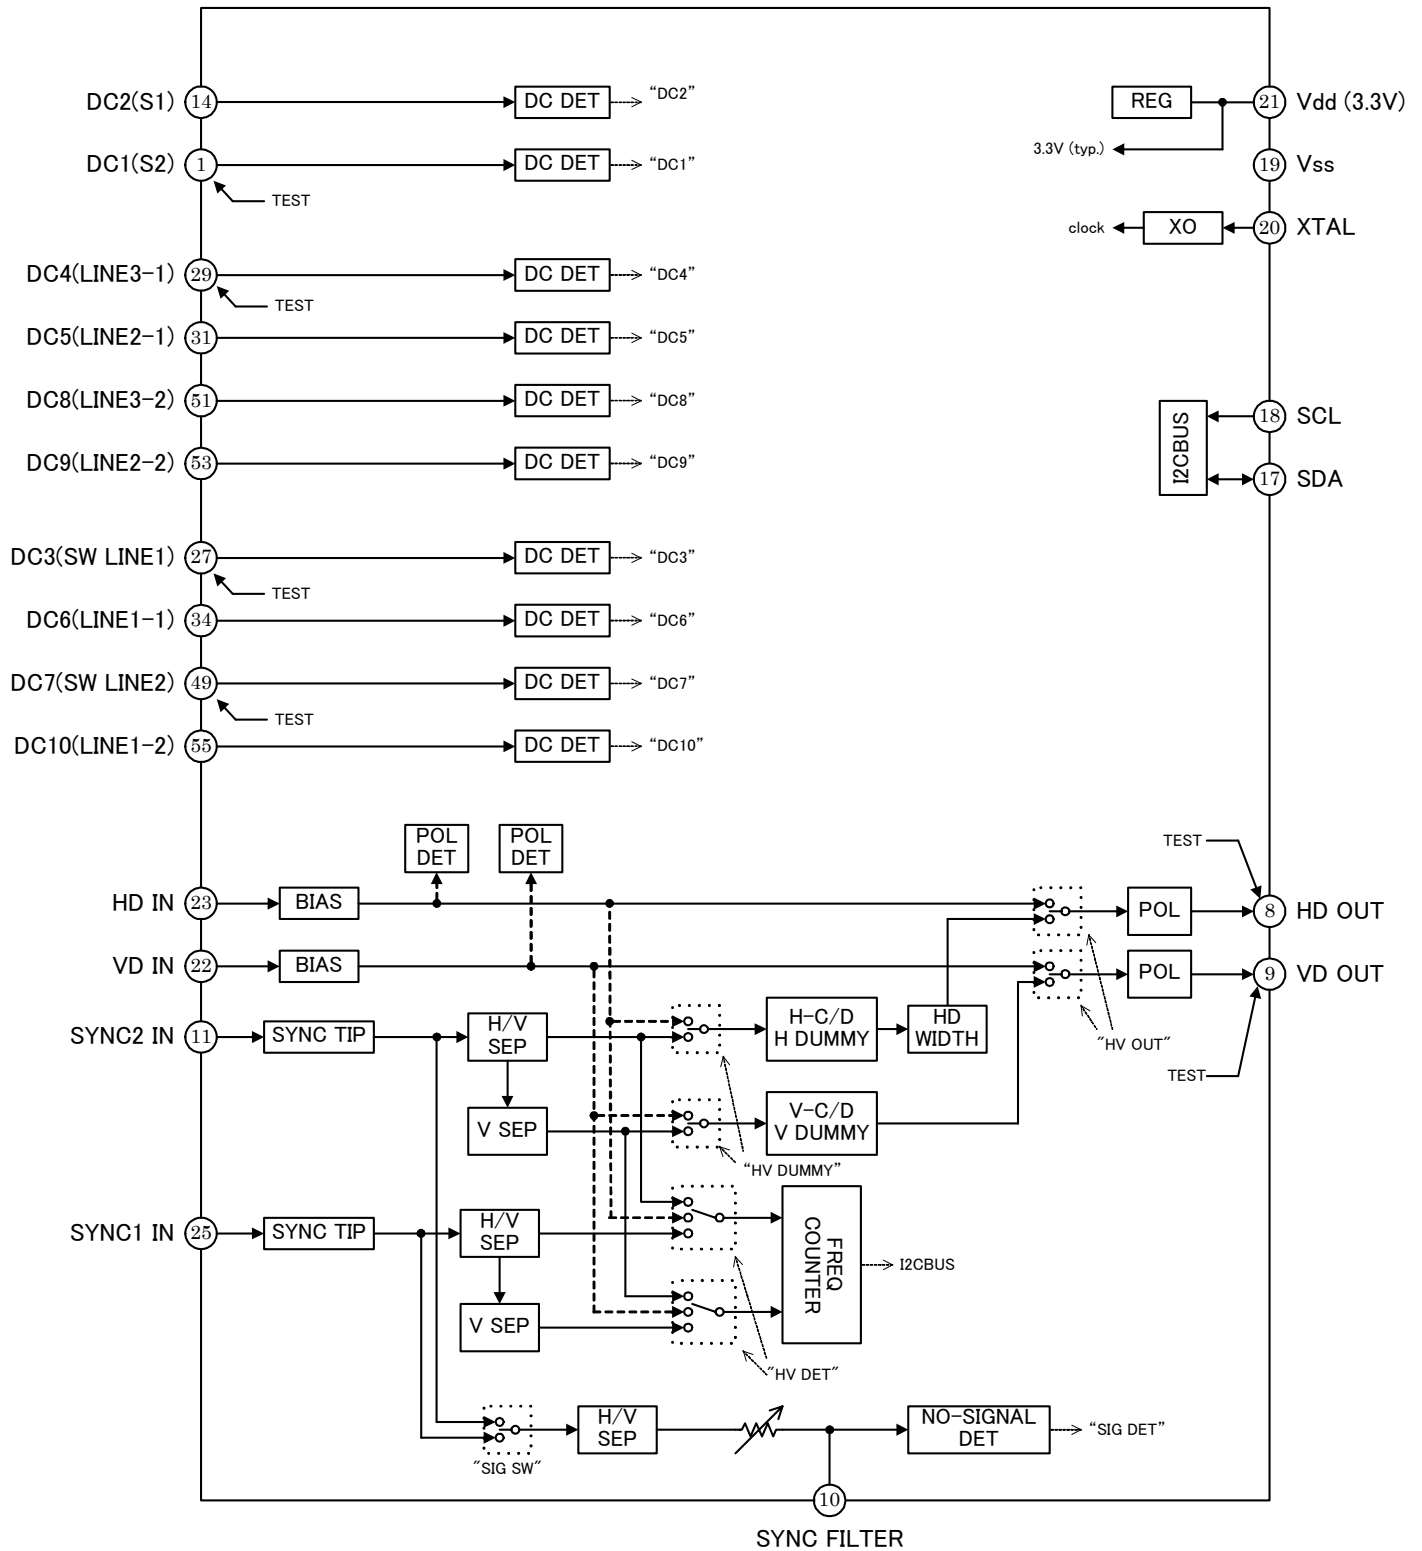 DC2(S1) 14 DC DET “DC2”
REG 21 Vdd (3.3V)
3.3V (typ.)
DC1(S2) 1 DC DET “DC1”
19 Vss
TEST
clock XO 20 XTAL
DC4(LINE3-1) 29 DC DET “DC4”
TEST
DC5(LINE2-1) 31 DC DET “DC5”
DC8(LINE3-2) 51 DC DET “DC8”
I2CBUS
18 SCL
DC9(LINE2-2) 53 DC DET “DC9”
17 SDA
DC3(SW LINE1) 27 DC DET “DC3”
TEST
DC6(LINE1-1) 34 DC DET “DC6”
DC7(SW LINE2) 49 DC DET “DC7”
TEST
DC10(LINE1-2) 55 DC DET “DC10”
POL
DET
POL
DET
TEST
HD IN 23 BIAS
POL 8 HD OUT
VD IN 22 BIAS
POL 9 VD OUT
SYNC2 IN 11 SYNC TIP
H/V
SEP
H-C/D
H DUMMY
HD
WIDTH
"HV OUT"
TEST
V SEP
V-C/D
V DUMMY
“HV DUMMY”
SYNC1 IN 25 SYNC TIP
H/V
SEP
FREQ
COUNTER
I2CBUS
V SEP
"HV DET"
H/V
SEP
NO-SIGNAL
DET
“SIG DET”
"SIG SW"
10
SYNC FILTER